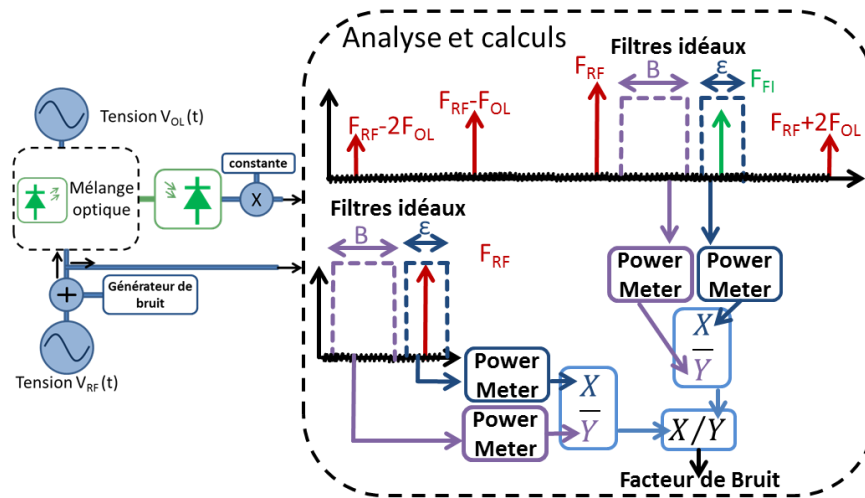 Analyse et calculs
Filtres idéaux
B
ε
F_RF
F_FI
F_RF-2F_OL
F_RF-F_OL
F_RF+2F_OL
Tension V_OL(t)
constante
Mélange
optique
X
Filtres idéaux
B
ε
F_RF
Générateur de
bruit
+
Tension V_RF(t)
Power
Meter
Power
Meter
X
Y
Power
Meter
Power
Meter
X
Y
X/Y
Facteur de Bruit